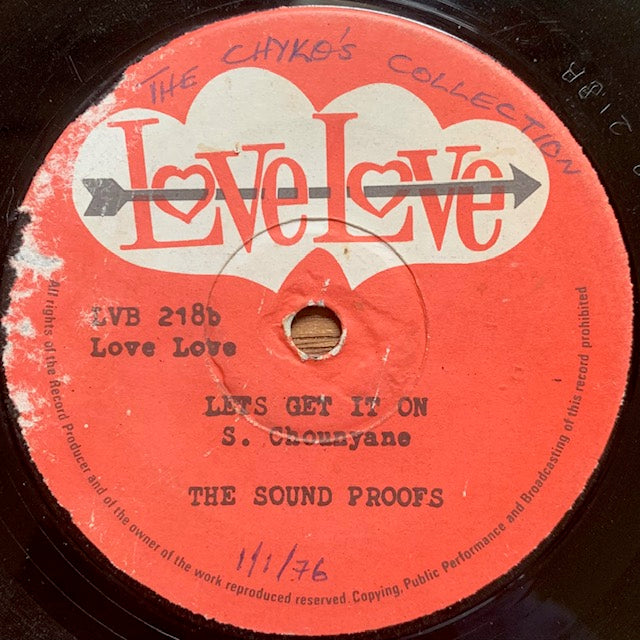 THE CHYKO'S COLLECTION
Love Love
218A
LVB 218b
Love Love
LETS GET IT ON
S. Chounyane
THE SOUND PROOFS
1/1/76
All rights of the Record Producer and of the owner of the work reproduced reserved. Copying, Public Performance and Broadcasting of this record prohibited